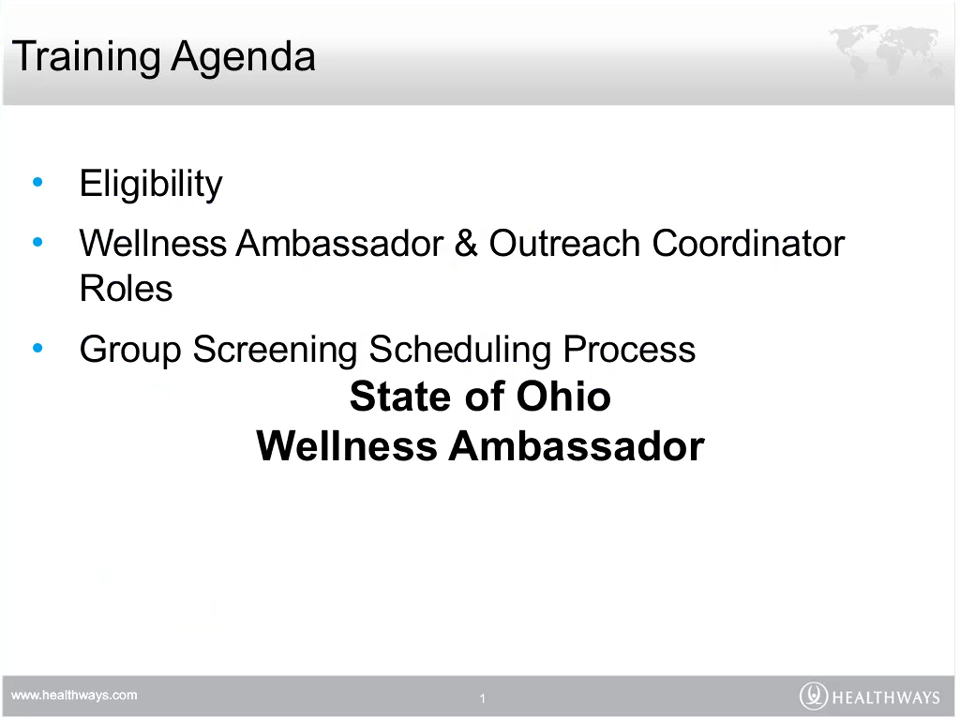 Training Agenda
• Eligibility
• Wellness Ambassador & Outreach Coordinator
Roles
• Group Screening Scheduling Process
State of Ohio
Wellness Ambassador
www.healthways.com
1
HEALTHWAYS